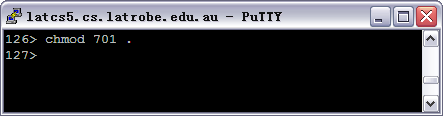 latcs5.cs.latrobe.edu.au - PuTTY
126> chmod 701 .
127>